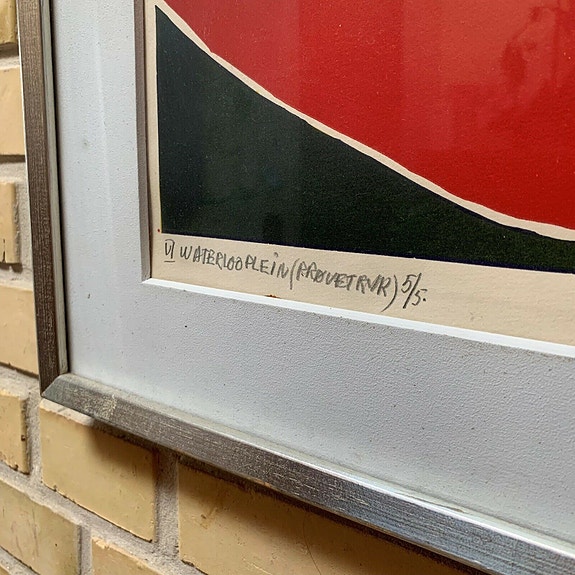 VI WATERLOOPLEIN (PRØVETRYK) 5/5.